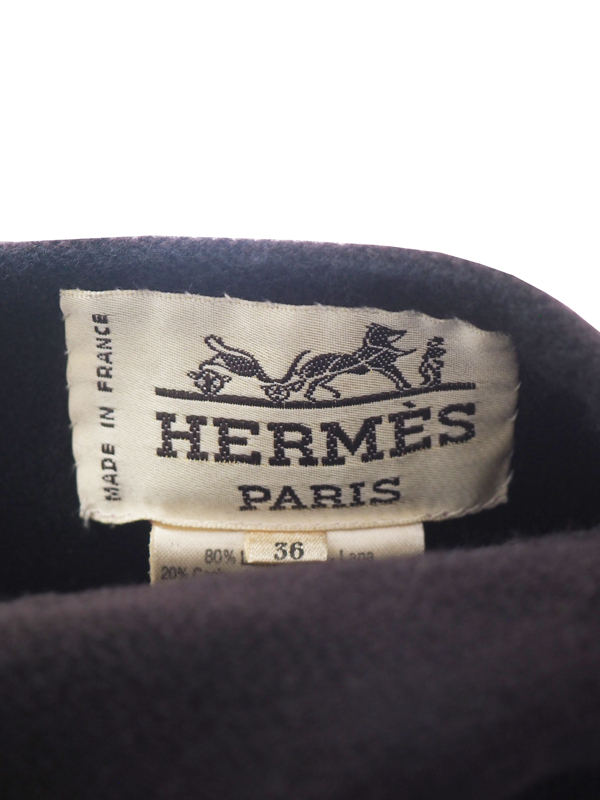 MADE IN FRANCE
HERMÈS
PARIS
36
80%
Lana
20%